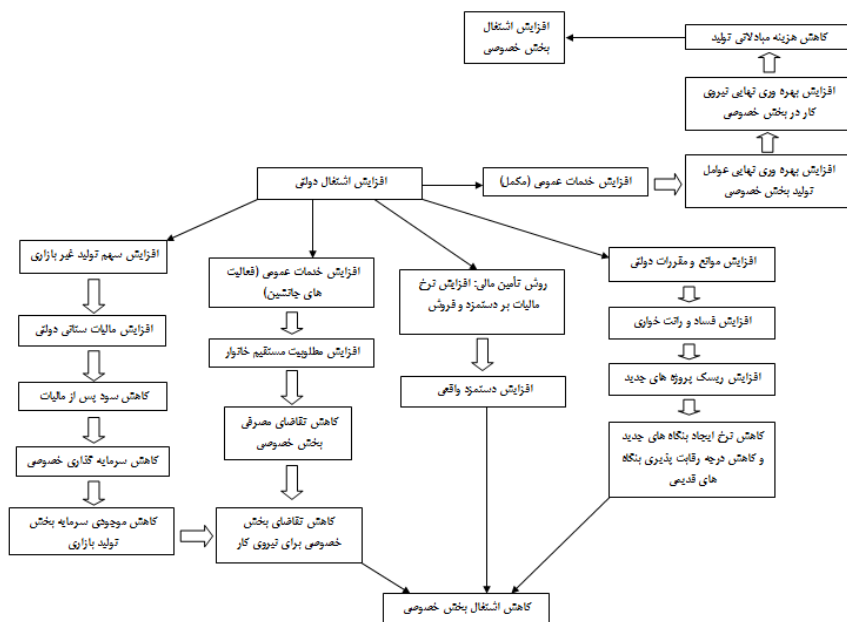 افزایش اشتغال
بخش خصوصی
کاهش هزینه مبادلاتی تولید
افزایش بهره وری نهایی نیروی
کار در بخش خصوصی
افزایش بهره وری نهایی عوامل
تولید بخش خصوصی
افزایش خدمات عمومی (مکمل)
افزایش اشتغال دولتی
افزایش سهم تولید غیر بازاری
افزایش خدمات عمومی (فعالیت
های جانشین)
روش تأمین مالی: افزایش نرخ
مالیات بر دستمزد و فروش
افزایش موانع و مقررات دولتی
افزایش مالیات ستانی دولتی
افزایش مطلوبیت مستقیم خانوار
افزایش فساد و رانت خواری
کاهش سود پس از مالیات
کاهش تقاضای مصرفی
بخش خصوصی
افزایش دستمزد واقعی
افزایش ریسک پروژه های جدید
کاهش سرمایه گذاری خصوصی
کاهش نرخ ایجاد بنگاه های جدید
و کاهش درجه رقابت پذیری بنگاه
های قدیمی
کاهش موجودی سرمایه بخش
تولید بازاری
کاهش تقاضای بخش
خصوصی برای نیروی کار
کاهش اشتغال بخش خصوصی